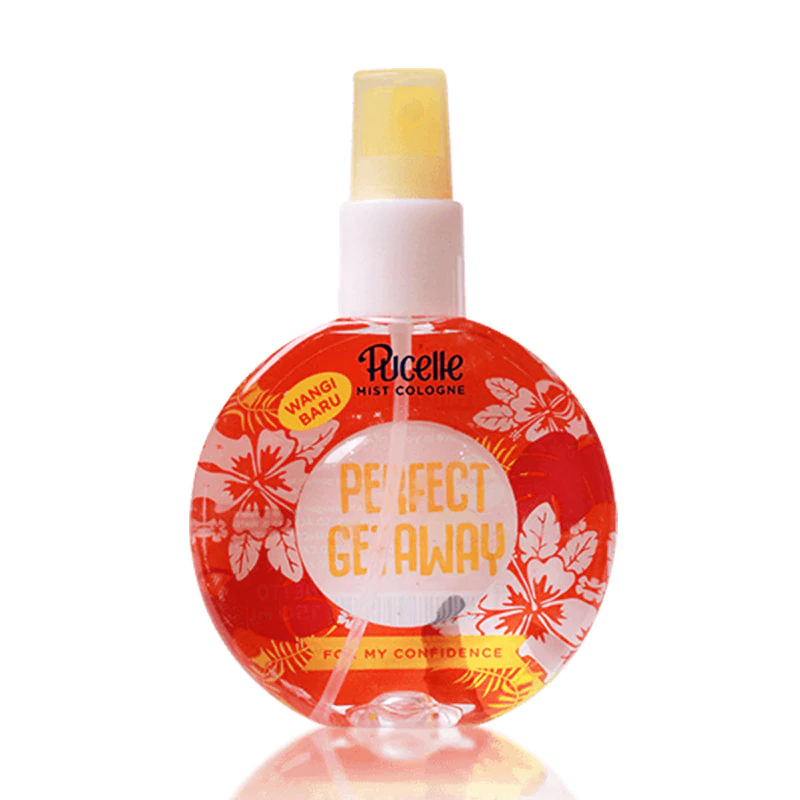 Pucelle
MIST COLOGNE
WANGI
BARU
PERFECT
GETAWAY
FOR MY CONFIDENCE